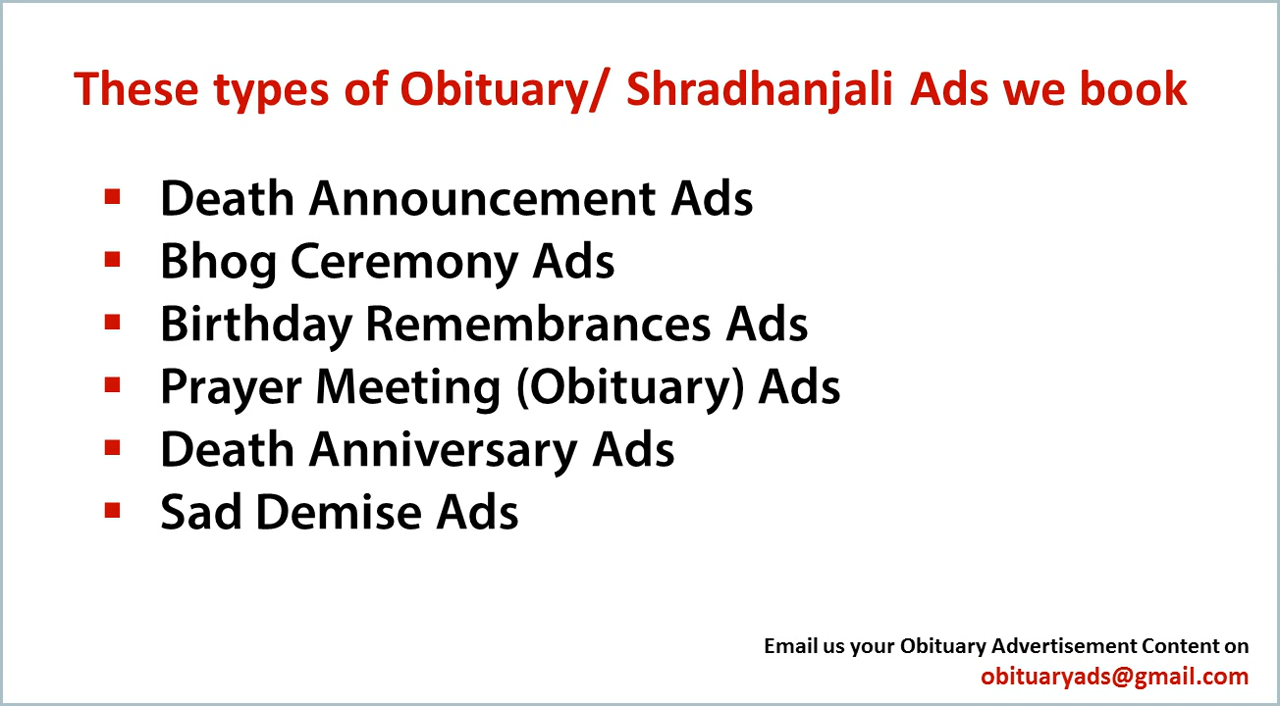 These types of Obituary/ Shradhanjali Ads we book
Death Announcement Ads
Bhog Ceremony Ads
Birthday Remembrances Ads
Prayer Meeting (Obituary) Ads
Death Anniversary Ads
Sad Demise Ads
Email us your Obituary Advertisement Content on
obituaryads@gmail.com